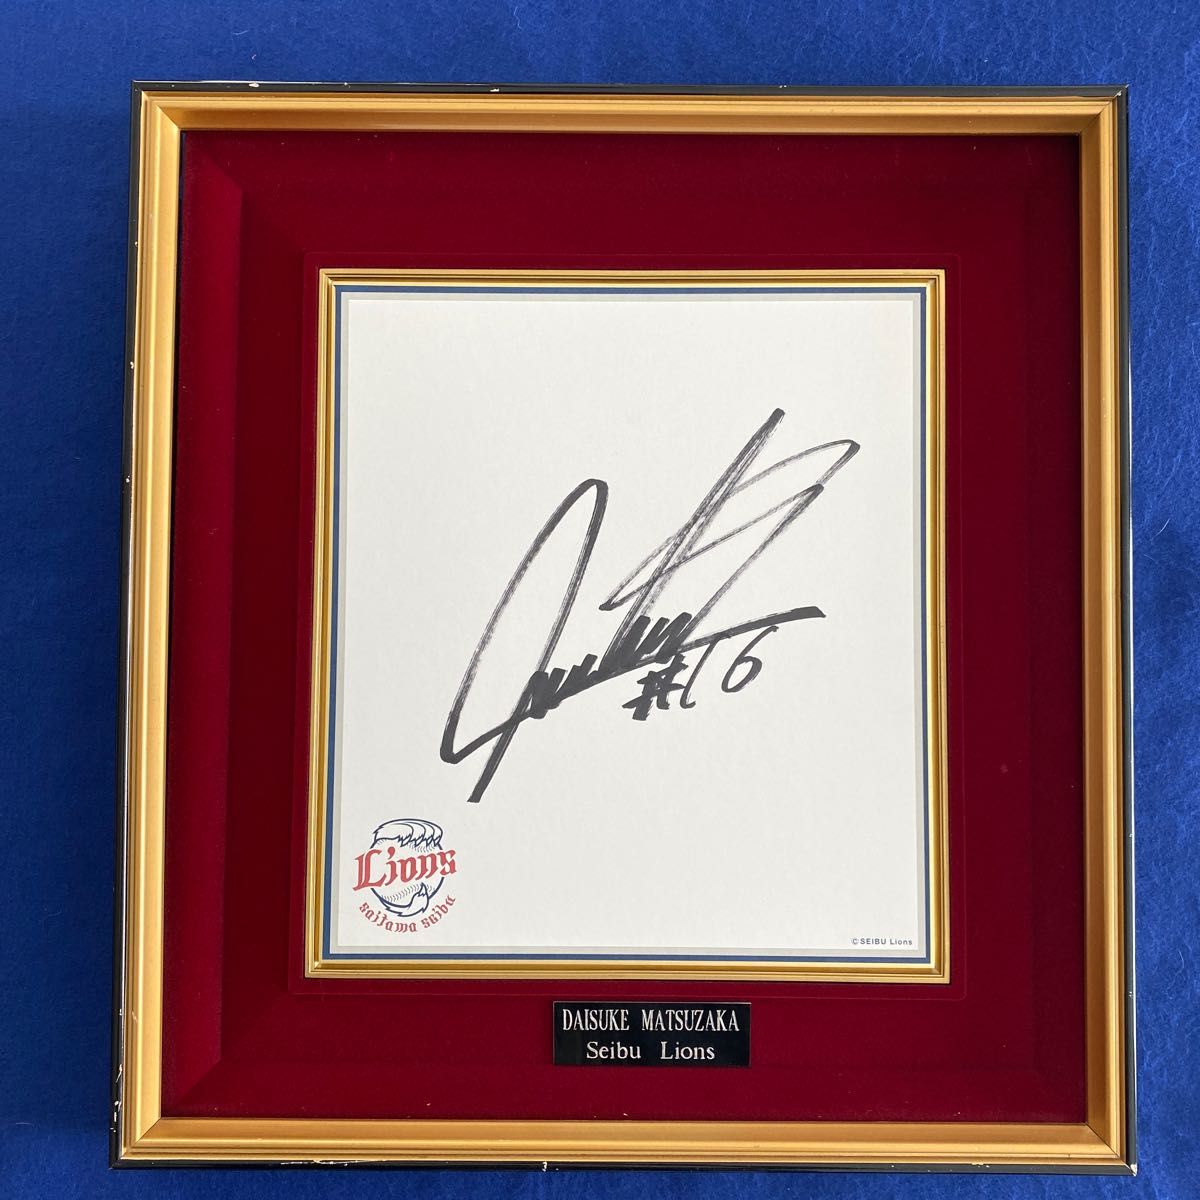 #16
Lions
saitama seibu
©SEIBU Lions
DAISUKE MATSUZAKA
Seibu Lions